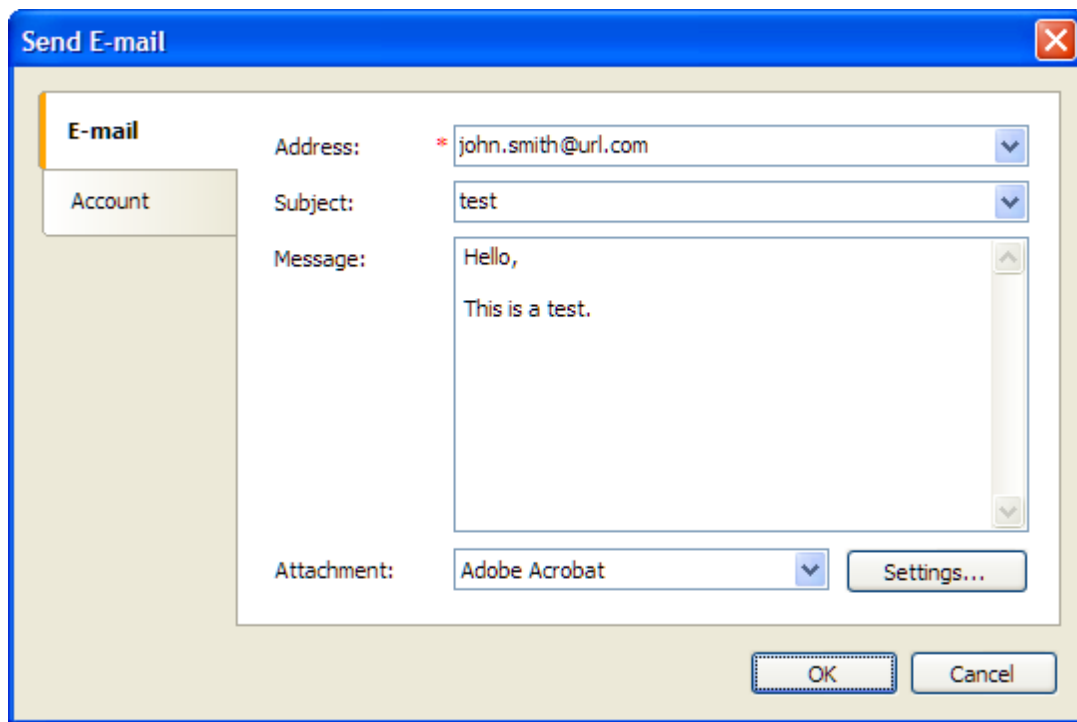 Send E-mail
E-mail
Account
Address: * john.smith@url.com
Subject: test
Message: Hello,
This is a test.
Attachment: Adobe Acrobat Settings...
OK Cancel